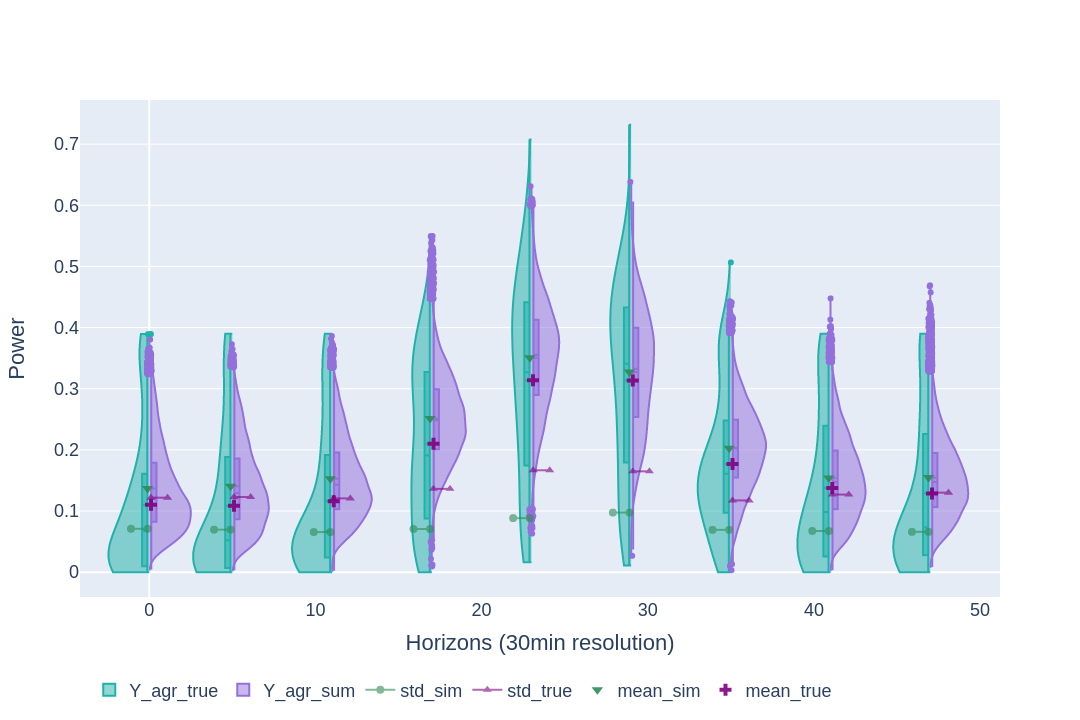 0.7
0.6
0.5
0.4
0.3
0.2
0.1
0
Power
0 10 20 30 40 50
Horizons (30min resolution)
Y_agr_true Y_agr_sum std_sim std_true mean_sim mean_true